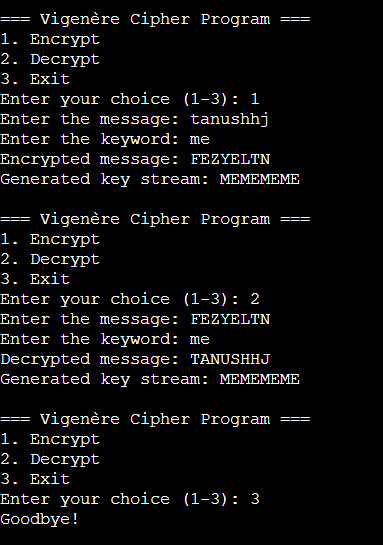 === Vigenère Cipher Program ===
1. Encrypt
2. Decrypt
3. Exit
Enter your choice (1-3): 1
Enter the message: tanushhj
Enter the keyword: me
Encrypted message: FEZYELTN
Generated key stream: MEMEMEME
=== Vigenère Cipher Program ===
1. Encrypt
2. Decrypt
3. Exit
Enter your choice (1-3): 2
Enter the message: FEZYELTN
Enter the keyword: me
Decrypted message: TANUSHHJ
Generated key stream: MEMEMEME
=== Vigenère Cipher Program ===
1. Encrypt
2. Decrypt
3. Exit
Enter your choice (1-3): 3
Goodbye!